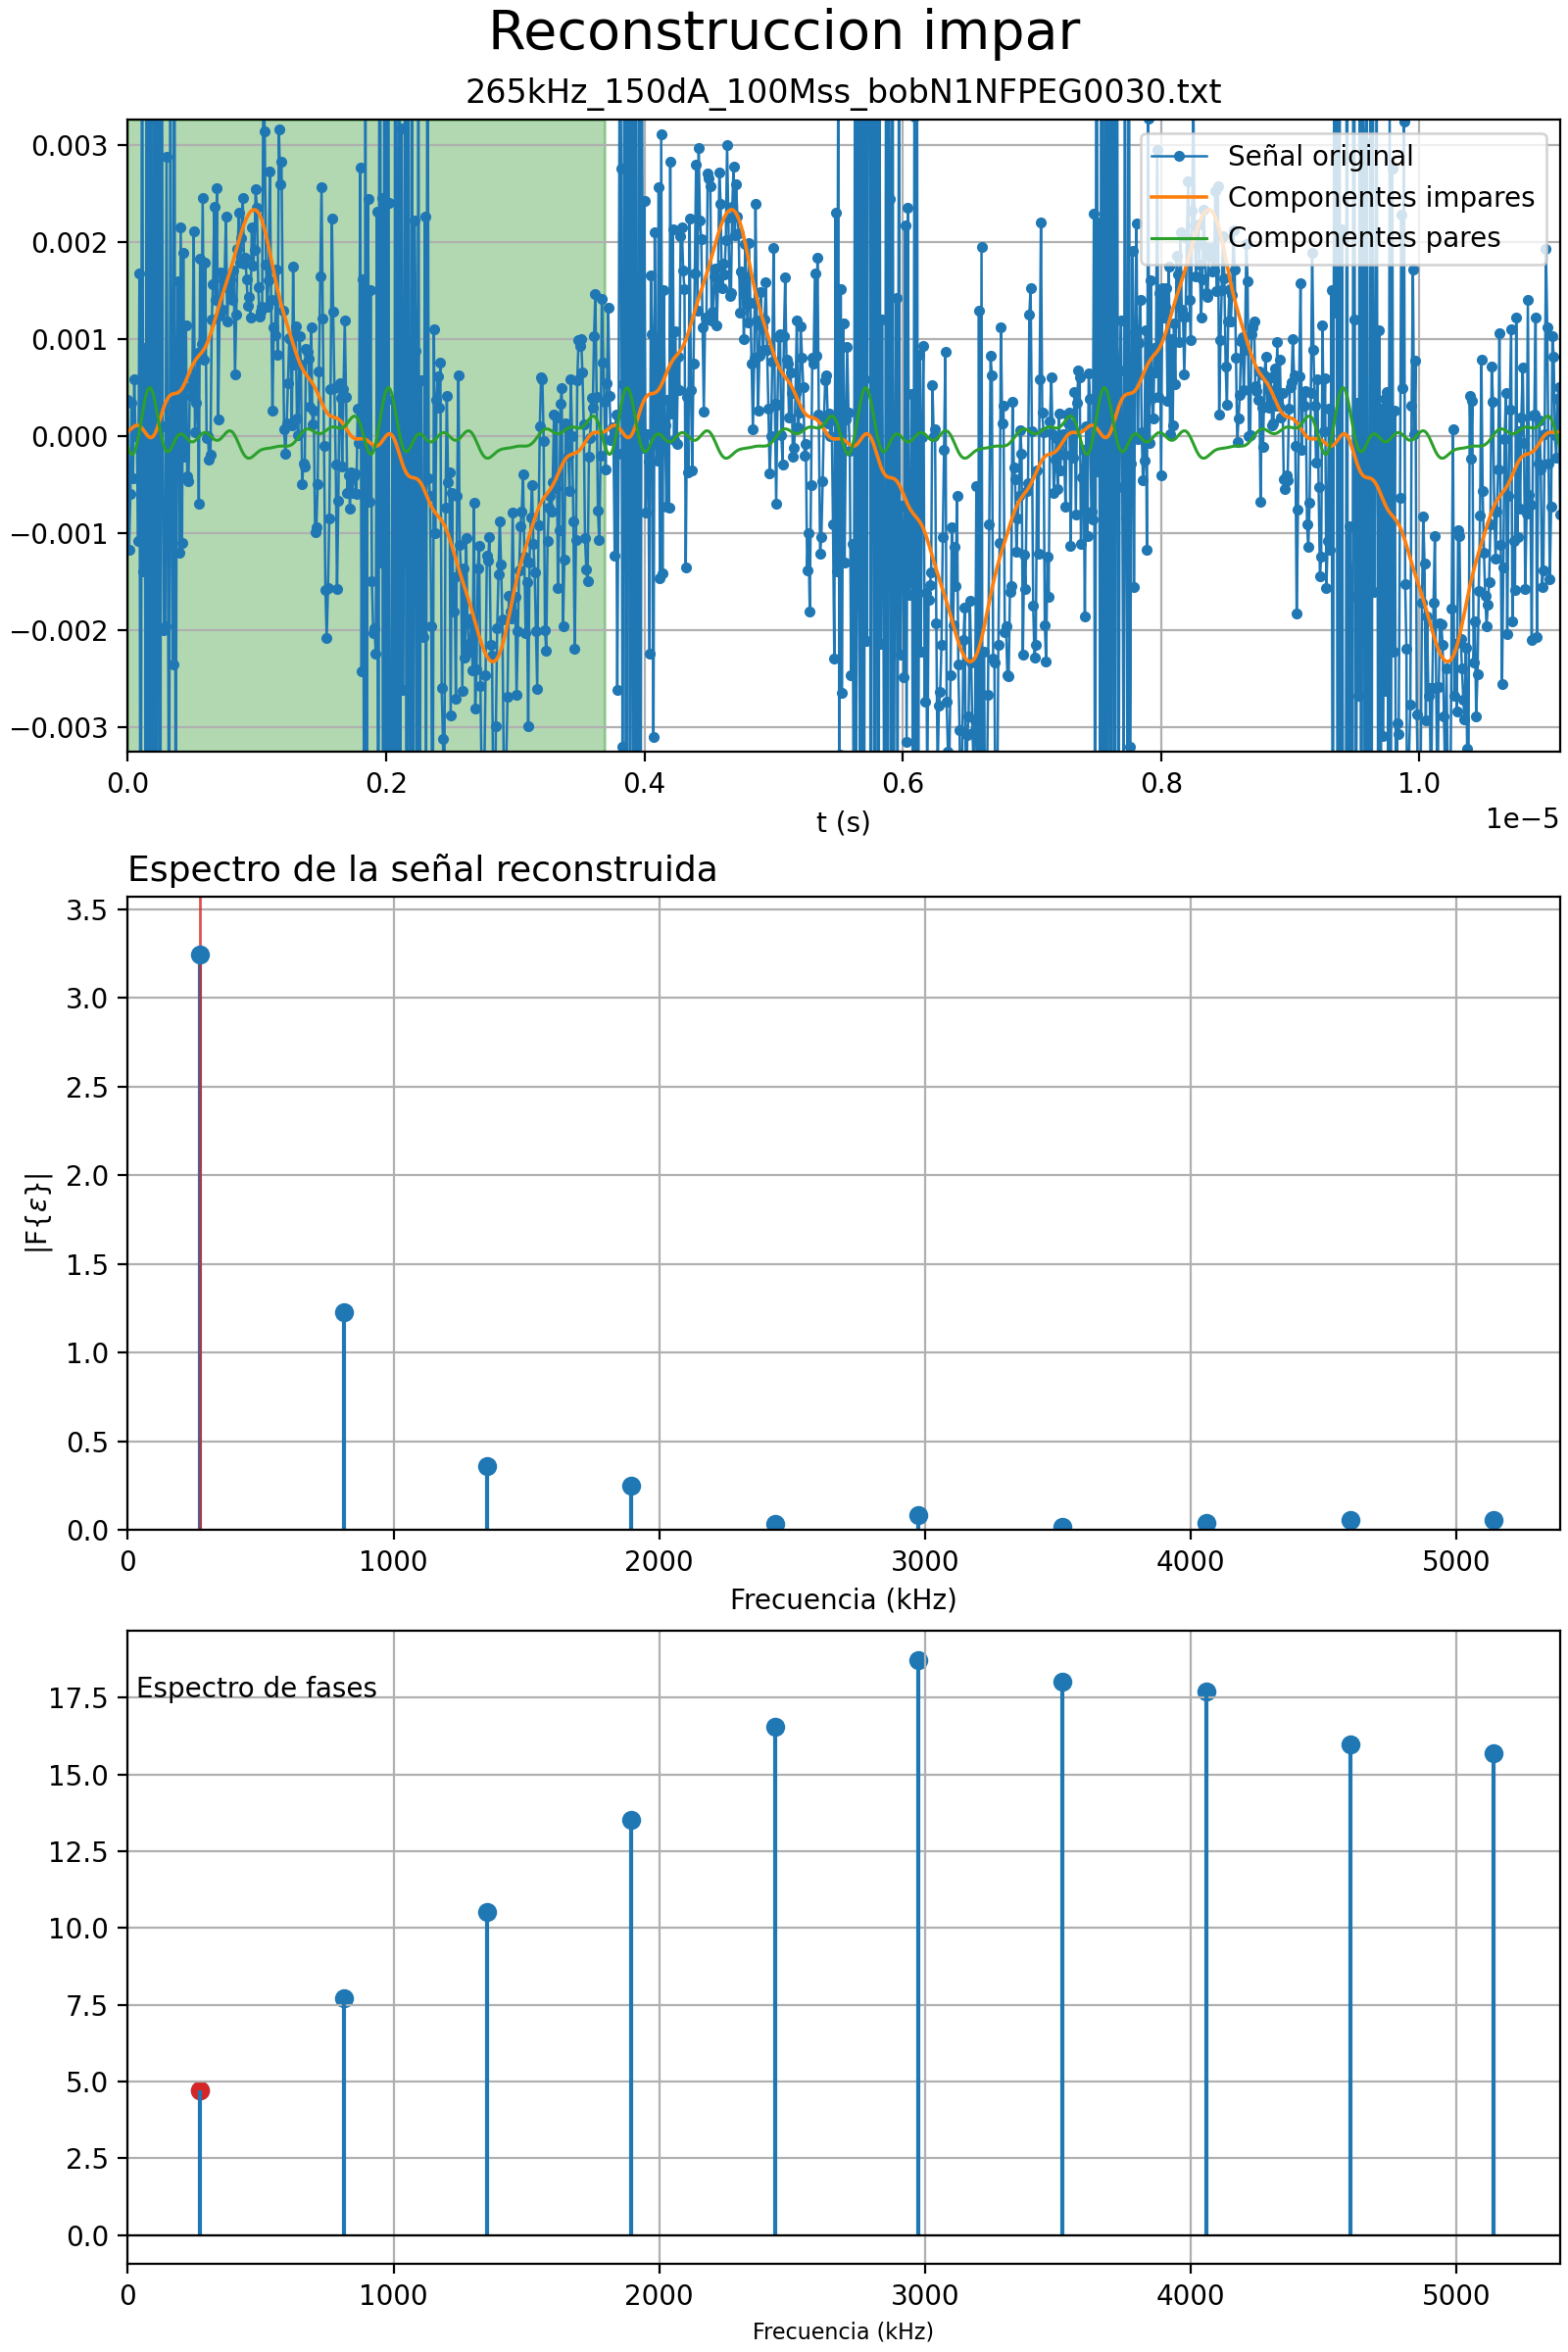 Reconstruccion impar
265kHz_150dA_100Mss_bobN1NFPEG0030.txt
Señal original
Componentes impares
Componentes pares
0.003
0.002
0.001
0.000
−0.001
−0.002
−0.003
0.0 0.2 0.4 0.6 0.8 1.0
1e−5
t (s)
Espectro de la señal reconstruida
3.5
3.0
2.5
2.0
1.5
1.0
0.5
0.0
|F{ε}|
0 1000 2000 3000 4000 5000
Frecuencia (kHz)
Espectro de fases
17.5
15.0
12.5
10.0
7.5
5.0
2.5
0.0
0 1000 2000 3000 4000 5000
Frecuencia (kHz)